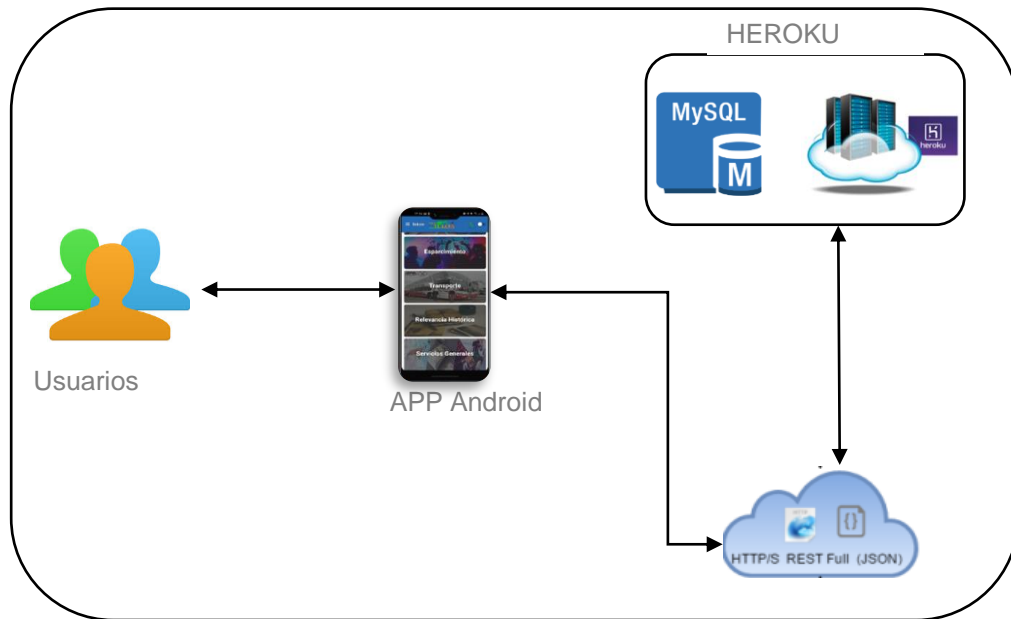 HEROKU
MySQL
M
heroku
Esparcimiento
Transporte
Relevancia Histórica
Servicios Generales
Usuarios
APP Android
{}
HTTP/S REST Full (JSON)